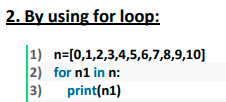 2. By using for loop:
1) n=[0,1,2,3,4,5,6,7,8,9,10]
2) for n1 in n:
3) print(n1)